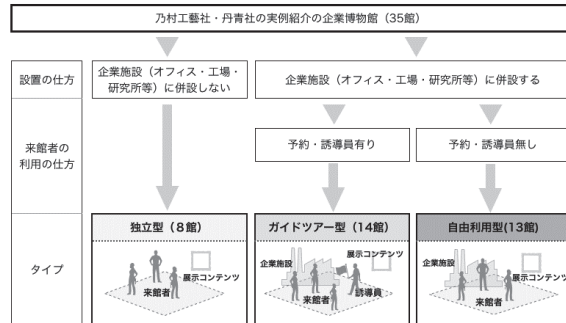 乃村工藝社・丹青社の実例紹介の企業博物館（35館）
設置の仕方
企業施設（オフィス・工場・
研究所等）に併設しない
企業施設（オフィス・工場・研究所等）に併設する
来館者の
利用の仕方
予約・誘導員有り
予約・誘導員無し
タイプ
独立型（8館）
展示コンテンツ
来館者
ガイドツアー型（14館）
企業施設
展示コンテンツ
来館者
誘導員
自由利用型(13館)
企業施設
展示コンテンツ
来館者